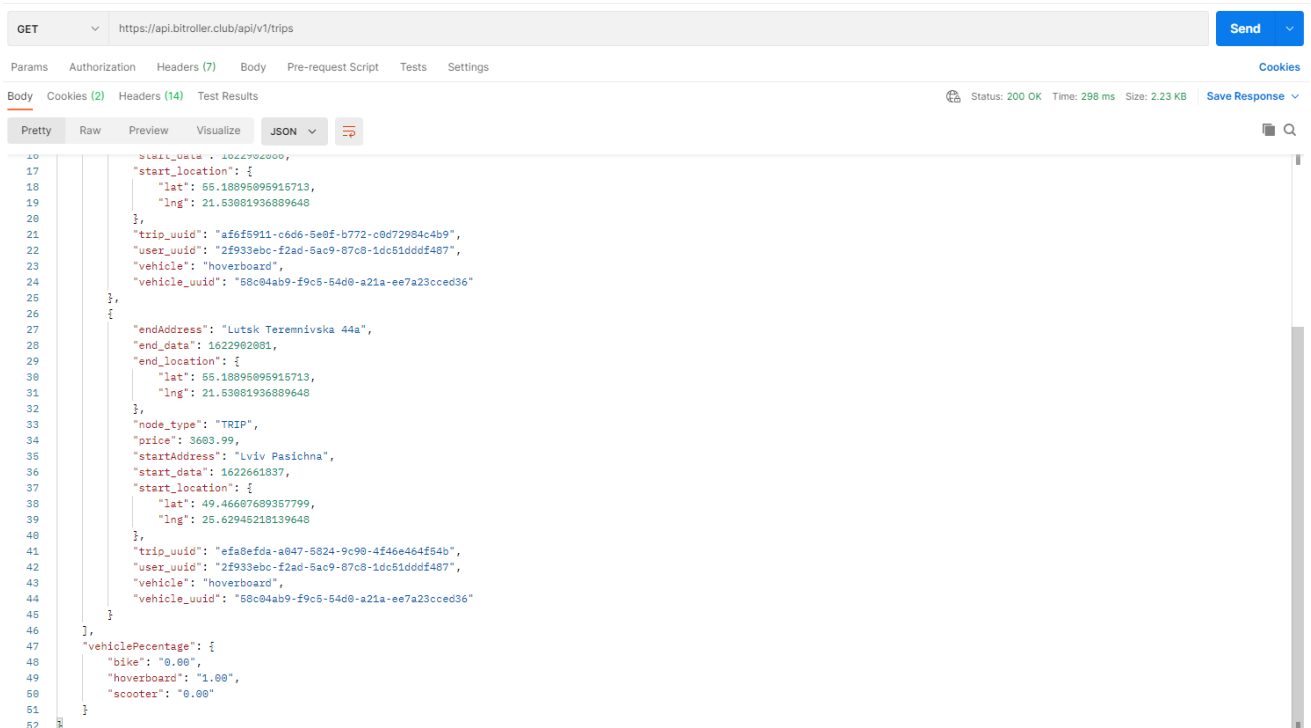 GET https://api.bitroller.club/api/v1/trips Send
Params Authorization Headers (7) Body Pre-request Script Tests Settings Cookies
Body Cookies (2) Headers (14) Test Results Status: 200 OK Time: 298 ms Size: 2.23 KB Save Response
Pretty Raw Preview Visualize JSON
16 "start_data": 1622902086,
17 "start_location": {
18 "lat": 55.18895095915713,
19 "lng": 21.53081936889648
20 },
21 "trip_uuid": "af6f5911-c6d6-5e0f-b772-c0d72984c4b9",
22 "user_uuid": "2f933ebc-f2ad-5ac9-87c8-1dc51dddf487",
23 "vehicle": "hoverboard",
24 "vehicle_uuid": "58c04ab9-f9c5-54d0-a21a-ee7a23cced36"
25 },
26 {
27 "endAddress": "Lutsk Teremnivska 44a",
28 "end_data": 1622902081,
29 "end_location": {
30 "lat": 55.18895095915713,
31 "lng": 21.53081936889648
32 },
33 "node_type": "TRIP",
34 "price": 3603.99,
35 "startAddress": "Lviv Pasichna",
36 "start_data": 1622661837,
37 "start_location": {
38 "lat": 49.46607689357799,
39 "lng": 25.62945218139648
40 },
41 "trip_uuid": "efa8efda-a047-5824-9c90-4f46e464f54b",
42 "user_uuid": "2f933ebc-f2ad-5ac9-87c8-1dc51dddf487",
43 "vehicle": "hoverboard",
44 "vehicle_uuid": "58c04ab9-f9c5-54d0-a21a-ee7a23cced36"
45 }
46 ],
47 "vehiclePecentage": {
48 "bike": "0.00",
49 "hoverboard": "1.00",
50 "scooter": "0.00"
51 }
52 }